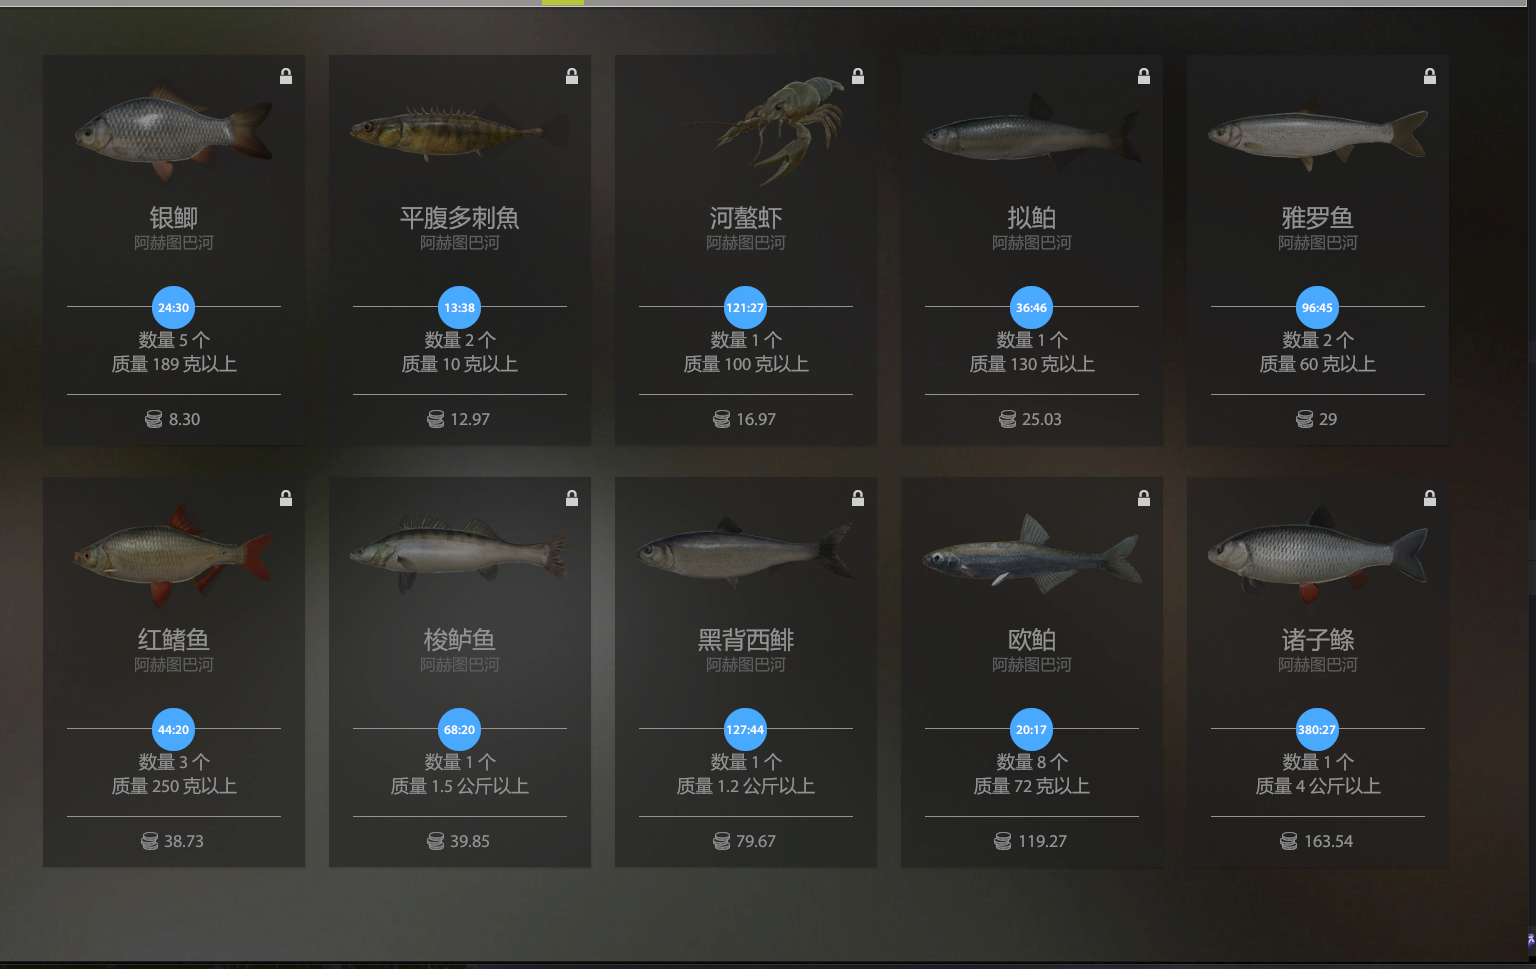 银鲫
阿赫图巴河
24:30
数量 5 个
质量 189 克以上
8.30
平腹多刺魚
阿赫图巴河
13:38
数量 2 个
质量 10 克以上
12.97
河螯虾
阿赫图巴河
121:27
数量 1 个
质量 100 克以上
16.97
拟鲌
阿赫图巴河
36:46
数量 1 个
质量 130 克以上
25.03
雅罗鱼
阿赫图巴河
96:45
数量 2 个
质量 60 克以上
29
红鳍鱼
阿赫图巴河
44:20
数量 3 个
质量 250 克以上
38.73
梭鲈鱼
阿赫图巴河
68:20
数量 1 个
质量 1.5 公斤以上
39.85
黑背西鲱
阿赫图巴河
127:44
数量 1 个
质量 1.2 公斤以上
79.67
欧鲌
阿赫图巴河
20:17
数量 8 个
质量 72 克以上
119.27
诸子鲦
阿赫图巴河
380:27
数量 1 个
质量 4 公斤以上
163.54